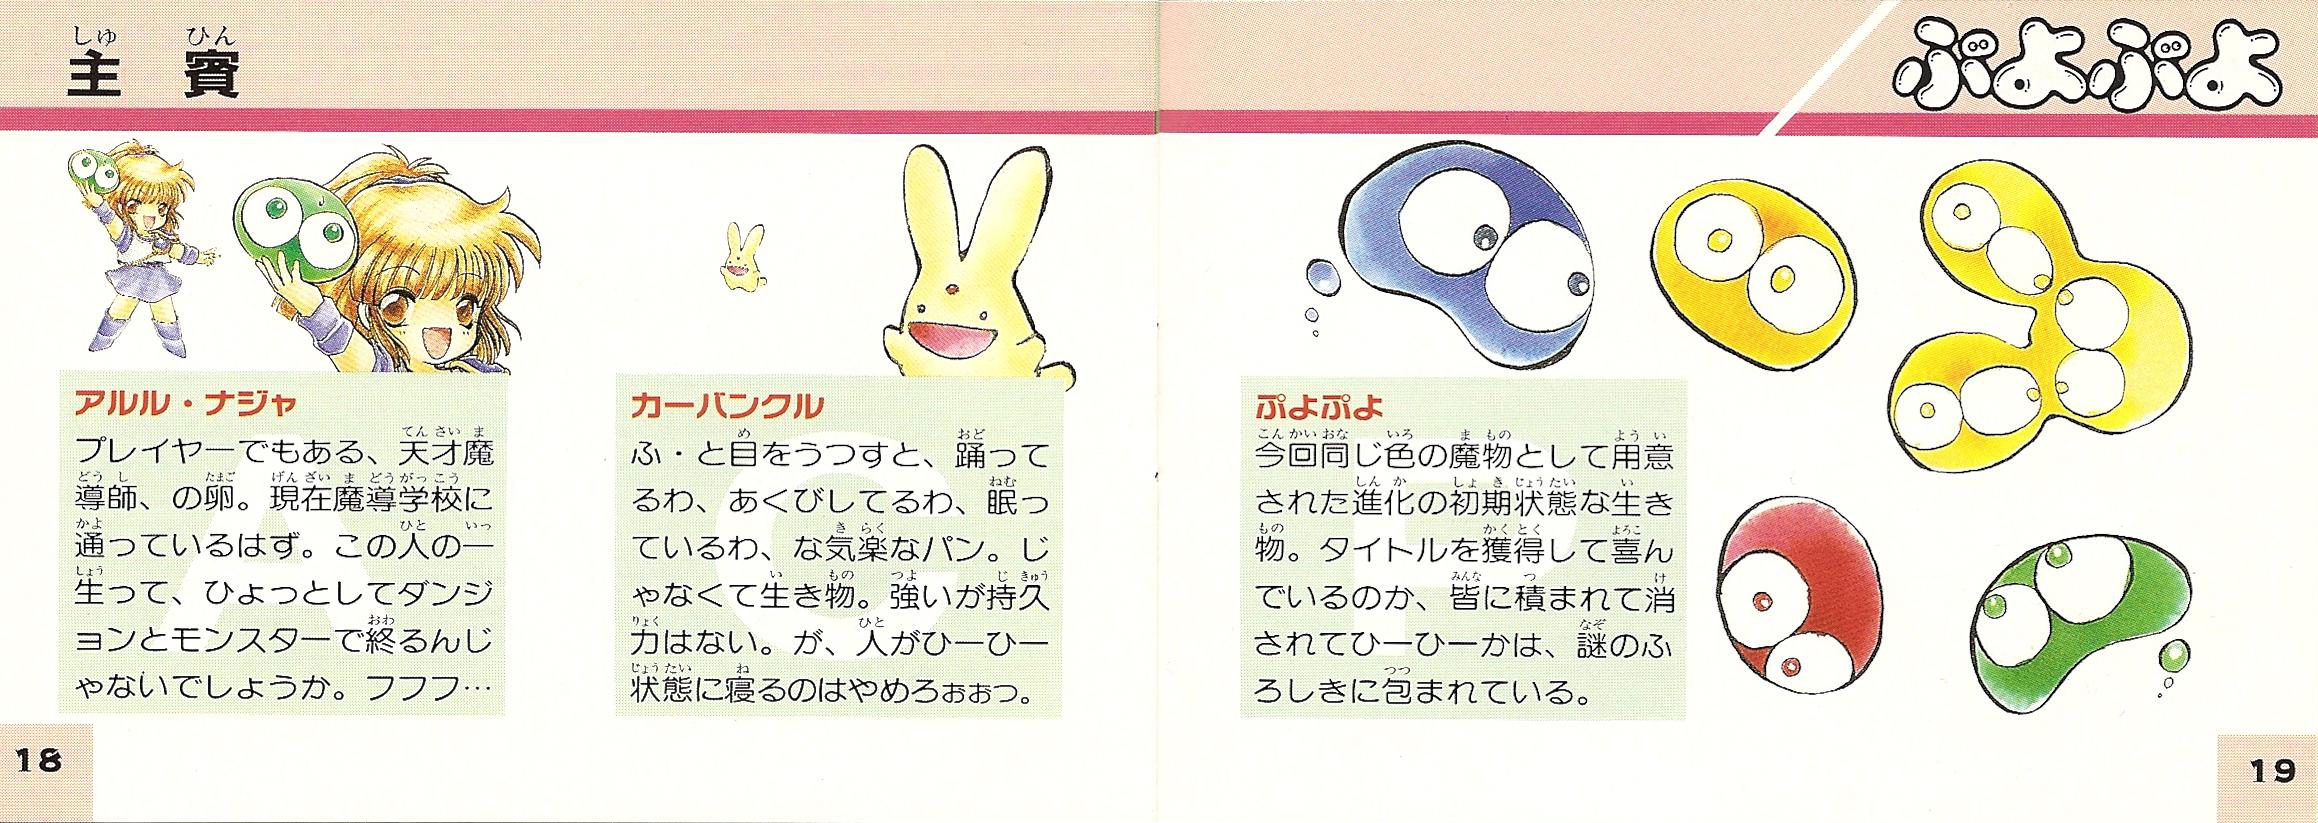 主賓
ぷよぷよ
アルル・ナジャ
プレイヤーでもある、天才魔
導師、の卵。現在魔導学校に
通っているはず。この人の一
生って、ひょっとしてダンジ
ョンとモンスターで終るんじ
ゃないでしょうか。フフフ…
カーバンクル
ふ・と目をうつすと、踊って
るわ、あくびしてるわ、眠っ
ているわ、な気楽なパン。じ
ゃなくて生き物。強いが持久
力はない。が、人がひーひー
状態に寝るのはやめろぉぉっ。
ぷよぷよ
今回同じ色の魔物として用意
された進化の初期状態な生き
物。タイトルを獲得して喜ん
でいるのか、皆に積まれて消
されてひーひーかは、謎のふ
ろしきに包まれている。
18
19